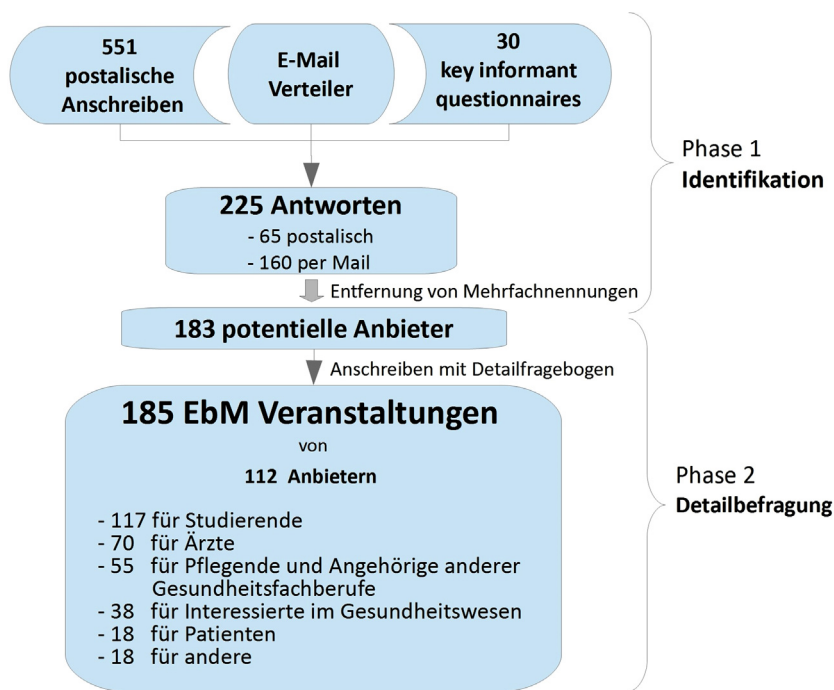 551
postalische
Anschreiben
E-Mail
Verteiler
30
key informant
questionnaires
Phase 1
Identifikation
225 Antworten
- 65 postalisch
- 160 per Mail
Entfernung von Mehrfachnennungen
183 potentielle Anbieter
Anschreiben mit Detailfragebogen
185 EbM Veranstaltungen
von
112 Anbietern
- 117 für Studierende
- 70 für Ärzte
- 55 für Pflegende und Angehörige anderer
Gesundheitsfachberufe
- 38 für Interessierte im Gesundheitswesen
- 18 für Patienten
- 18 für andere
Phase 2
Detailbefragung